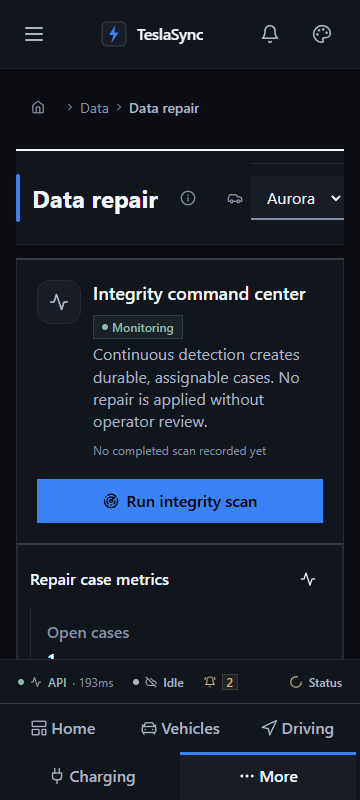 TeslaSync
Data
Data repair
Data repair
Aurora
Integrity command center
Monitoring
Continuous detection creates
durable, assignable cases. No
repair is applied without
operator review.
No completed scan recorded yet
Run integrity scan
Repair case metrics
Open cases
API · 193ms
Idle
2
Status
Home
Vehicles
Driving
Charging
More